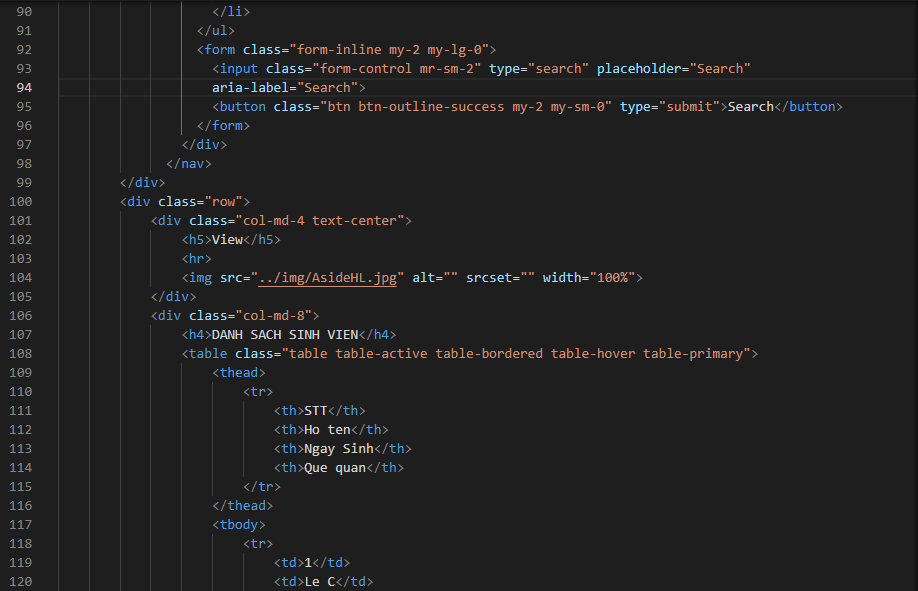 90 </li>
91 </ul>
92 <form class="form-inline my-2 my-lg-0">
93 <input class="form-control mr-sm-2" type="search" placeholder="Search"
94 aria-label="Search">
95 <button class="btn btn-outline-success my-2 my-sm-0" type="submit">Search</button>
96 </form>
97 </div>
98 </nav>
99 </div>
100 <div class="row">
101 <div class="col-md-4 text-center">
102 <h5>View</h5>
103 <hr>
104 <img src="../img/AsideHL.jpg" alt="" srcset="" width="100%">
105 </div>
106 <div class="col-md-8">
107 <h4>DANH SACH SINH VIEN</h4>
108 <table class="table table-active table-bordered table-hover table-primary">
109 <thead>
110 <tr>
111 <th>STT</th>
112 <th>Ho ten</th>
113 <th>Ngay Sinh</th>
114 <th>Que quan</th>
115 </tr>
116 </thead>
117 <tbody>
118 <tr>
119 <td>1</td>
120 <td>Le C</td>